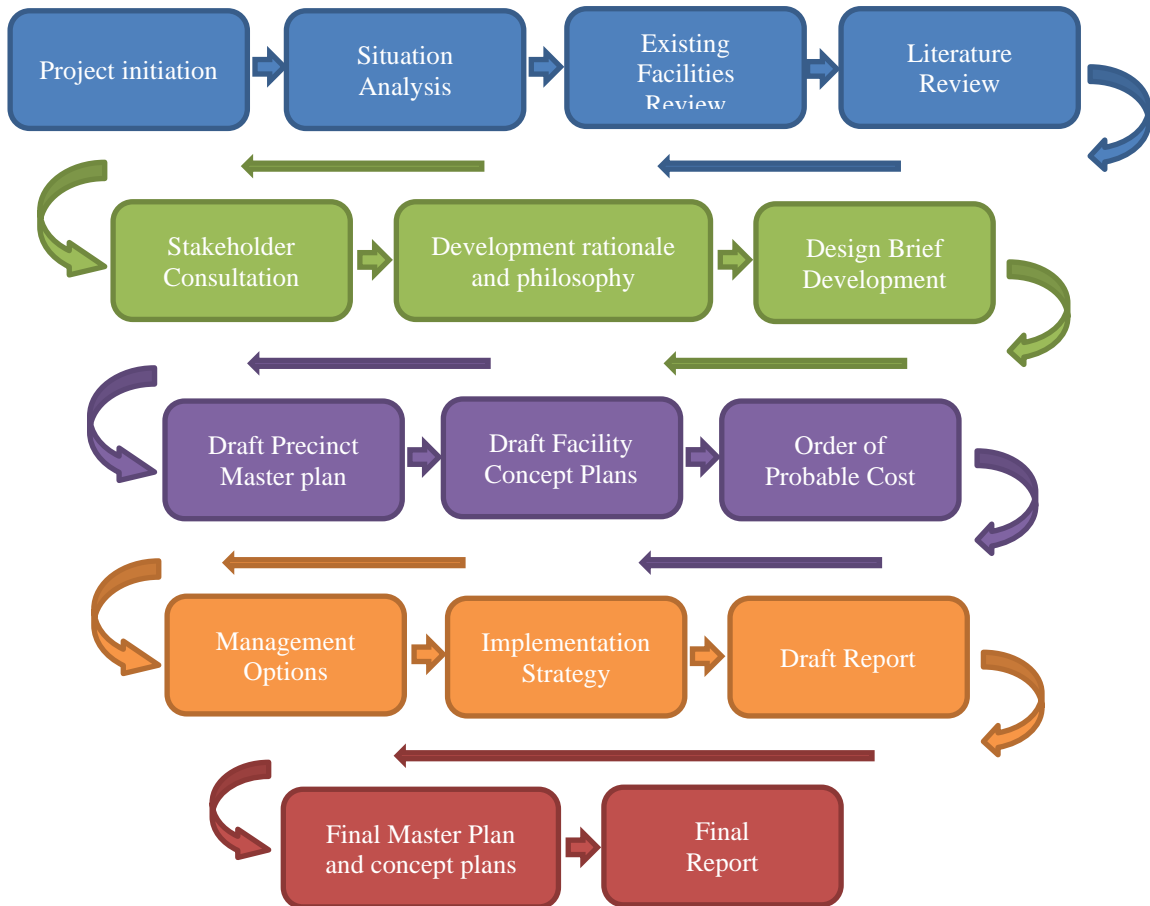 Project initiation
Situation
Analysis
Existing
Facilities
Review
Literature
Review
Stakeholder
Consultation
Development rationale
and philosophy
Design Brief
Development
Draft Precinct
Master plan
Draft Facility
Concept Plans
Order of
Probable Cost
Management
Options
Implementation
Strategy
Draft Report
Final Master Plan
and concept plans
Final
Report